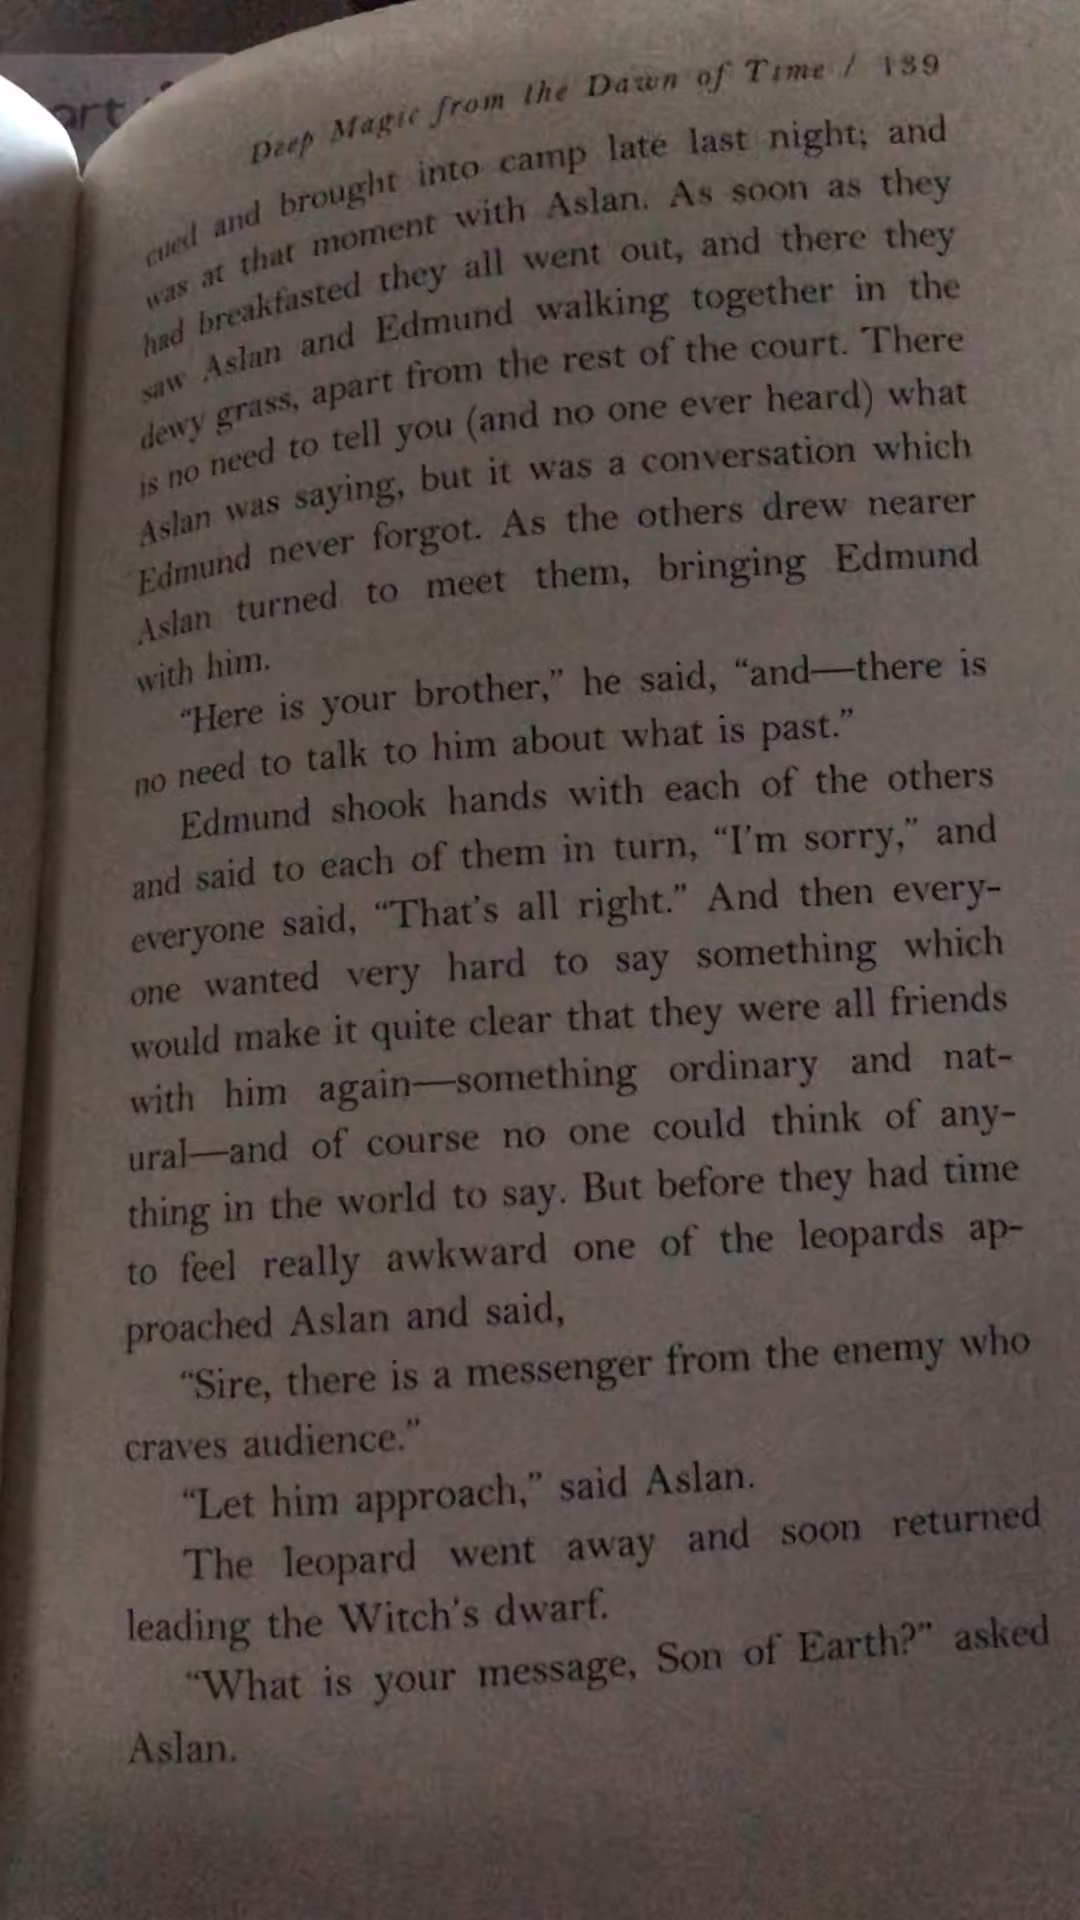 art
Deep Magic from the Dawn of Time / 139
cued and brought into camp late last night; and
was at that moment with Aslan. As soon as they
had breakfasted they all went out, and there they
saw Aslan and Edmund walking together in the
dewy grass, apart from the rest of the court. There
is no need to tell you (and no one ever heard) what
Aslan was saying, but it was a conversation which
Edmund never forgot. As the others drew nearer
Aslan turned to meet them, bringing Edmund
with him.
“Here is your brother,” he said, “and—there is
no need to talk to him about what is past.”
Edmund shook hands with each of the others
and said to each of them in turn, “I’m sorry,” and
everyone said, “That’s all right.” And then every-
one wanted very hard to say something which
would make it quite clear that they were all friends
with him again—something ordinary and nat-
ural—and of course no one could think of any-
thing in the world to say. But before they had time
to feel really awkward one of the leopards ap-
proached Aslan and said,
“Sire, there is a messenger from the enemy who
craves audience.”
“Let him approach,” said Aslan.
The leopard went away and soon returned
leading the Witch’s dwarf.
“What is your message, Son of Earth?” asked
Aslan.